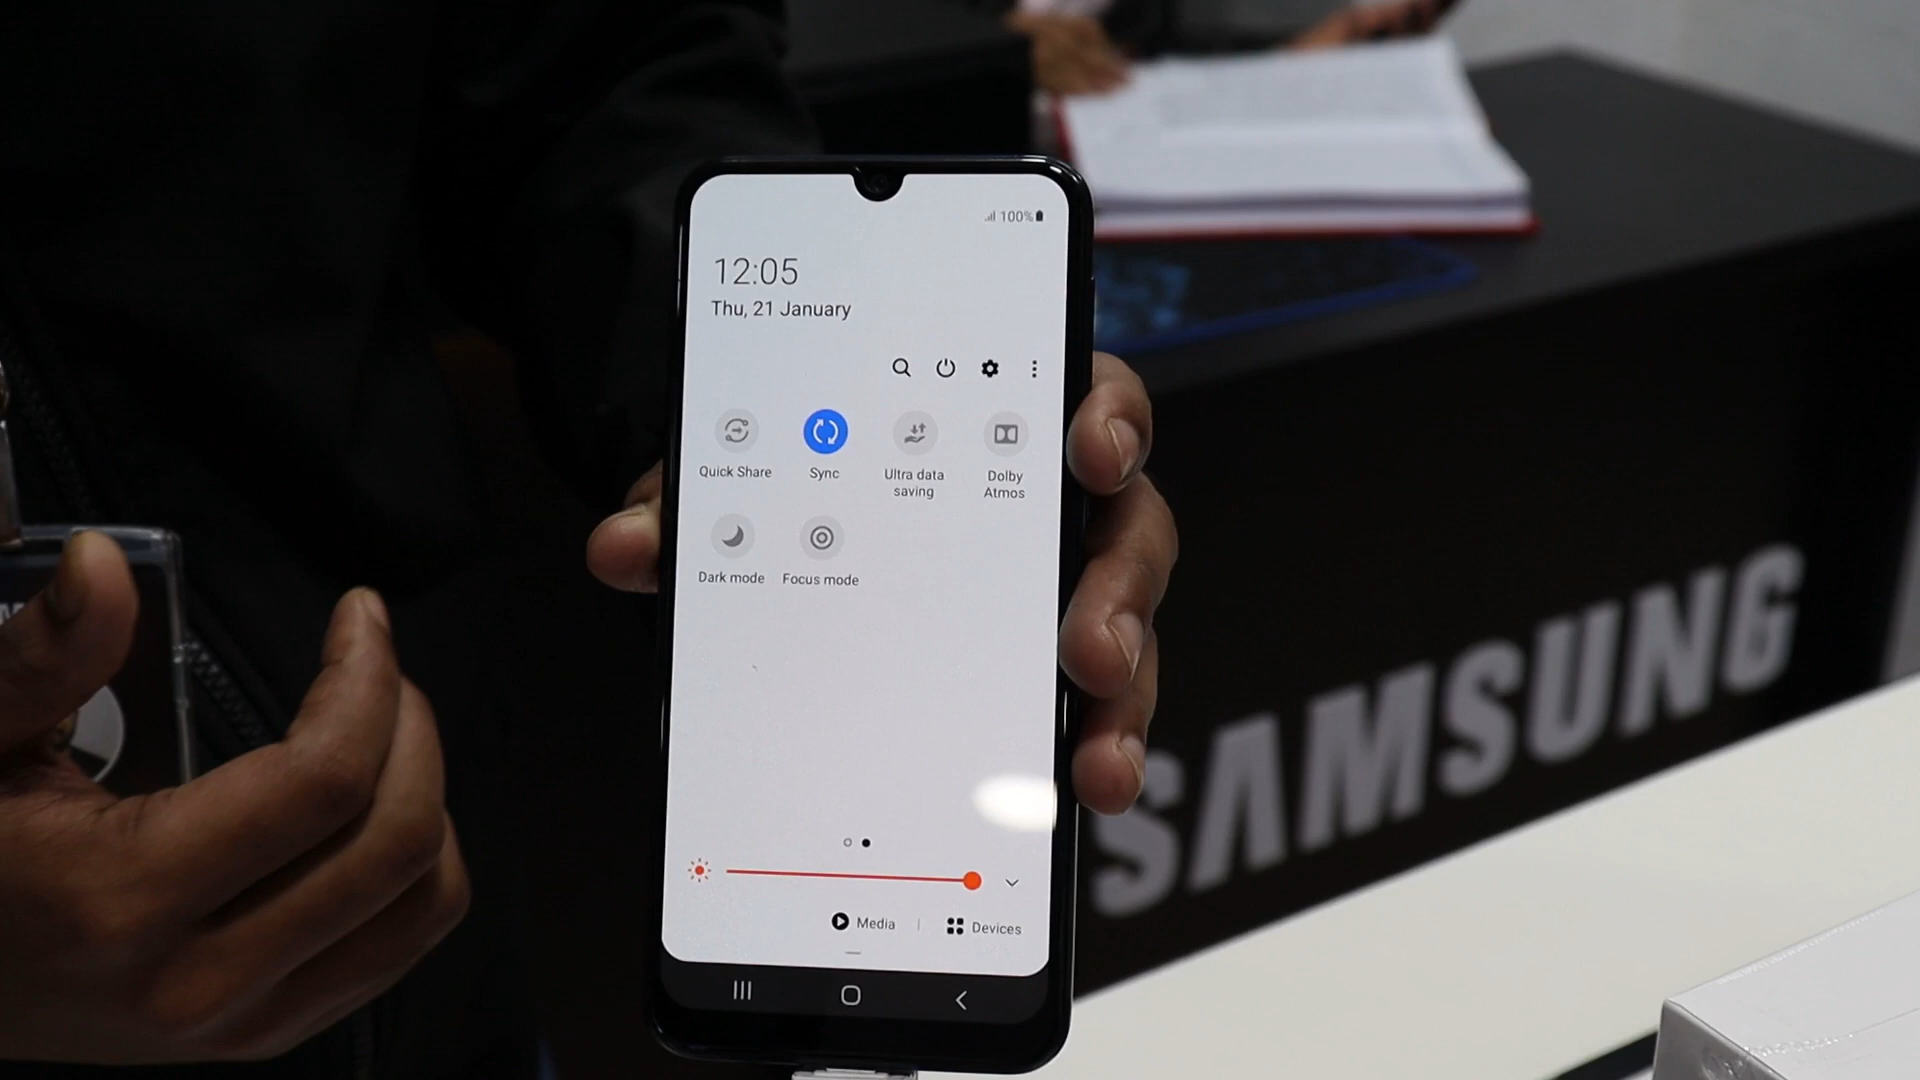 100%
12:05
Thu, 21 January
Quick Share
Sync
Ultra data
saving
Dolby
Atmos
Dark mode
Focus mode
Media
Devices
SAMSUNG